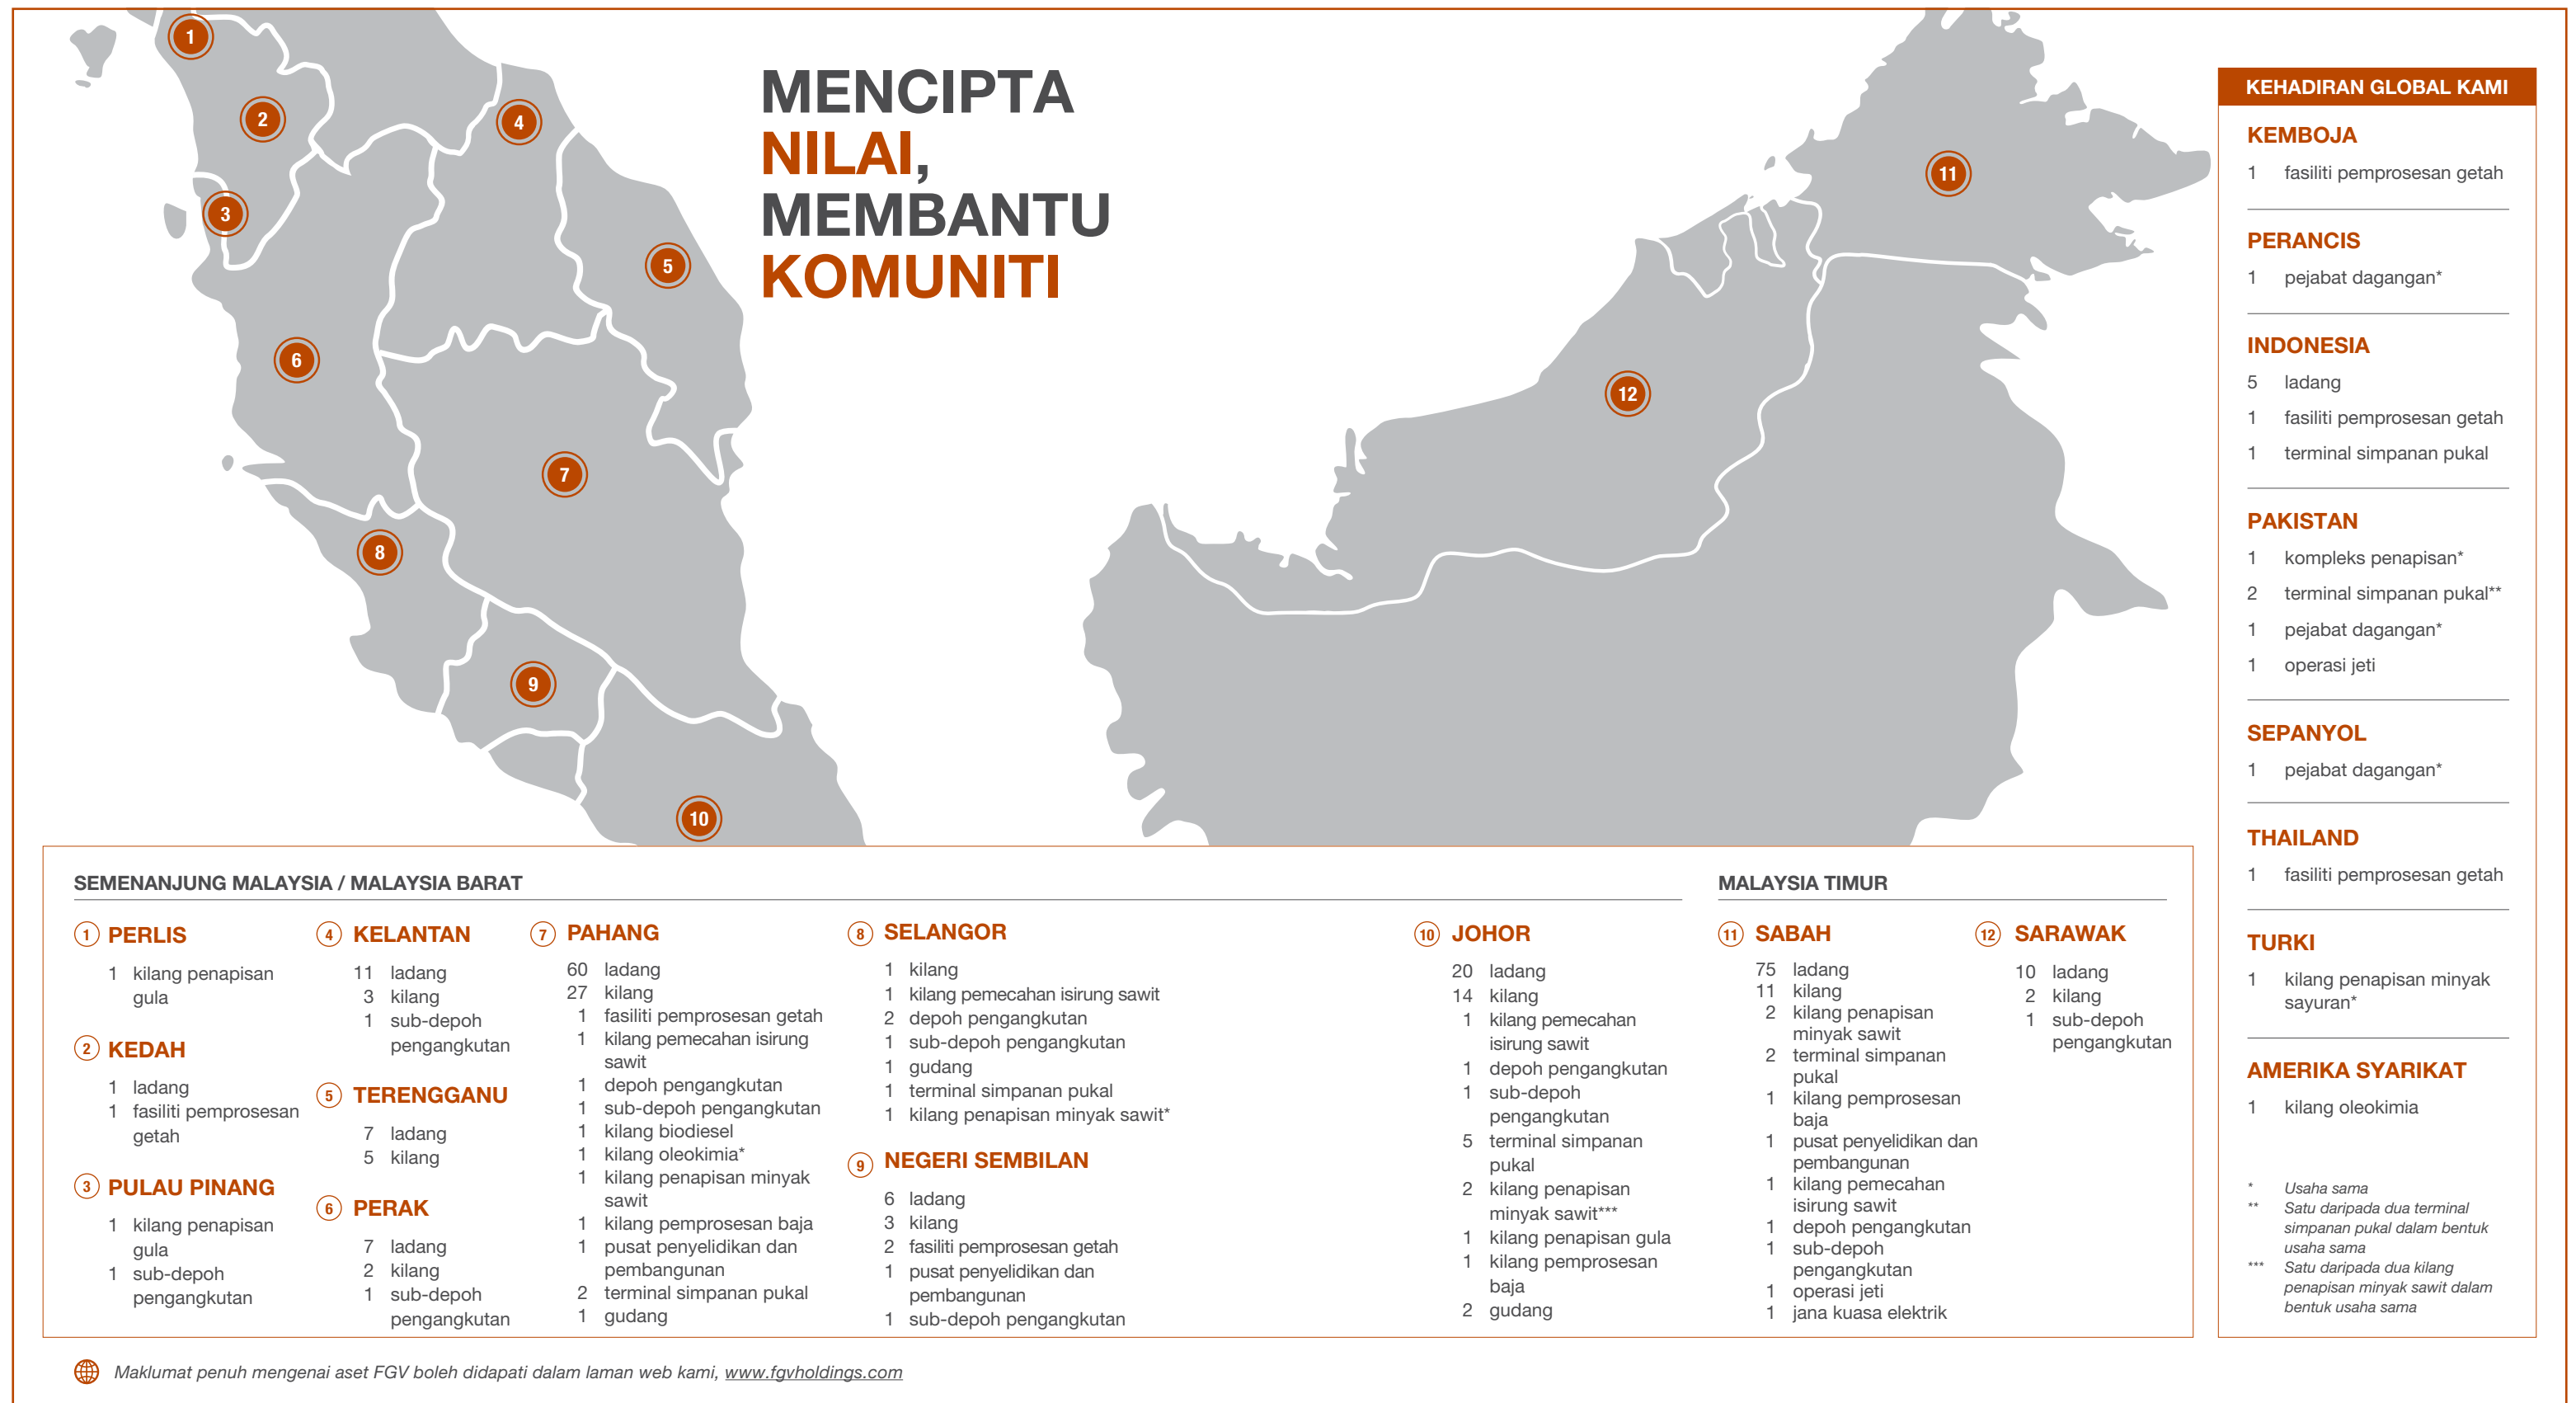 MENCIPTA
NILAI,
MEMBANTU
KOMUNITI
1
2
3
4
5
6
7
8
9
10
11
12
SEMENANJUNG MALAYSIA / MALAYSIA BARAT
1 PERLIS
1 kilang penapisan
gula
2 KEDAH
1 ladang
1 fasiliti pemprosesan
getah
3 PULAU PINANG
1 kilang penapisan
gula
1 sub-depoh
pengangkutan
4 KELANTAN
11 ladang
3 kilang
1 sub-depoh
pengangkutan
5 TERENGGANU
7 ladang
5 kilang
6 PERAK
7 ladang
2 kilang
1 sub-depoh
pengangkutan
7 PAHANG
60 ladang
27 kilang
1 fasiliti pemprosesan getah
1 kilang pemecahan isirung
sawit
1 depoh pengangkutan
1 sub-depoh pengangkutan
1 kilang biodiesel
1 kilang oleokimia*
1 kilang penapisan minyak
sawit
1 kilang pemprosesan baja
1 pusat penyelidikan dan
pembangunan
2 terminal simpanan pukal
1 gudang
8 SELANGOR
1 kilang
1 kilang pemecahan isirung sawit
2 depoh pengangkutan
1 sub-depoh pengangkutan
1 gudang
1 terminal simpanan pukal
1 kilang penapisan minyak sawit*
9 NEGERI SEMBILAN
6 ladang
3 kilang
2 fasiliti pemprosesan getah
1 pusat penyelidikan dan
pembangunan
1 sub-depoh pengangkutan
10 JOHOR
20 ladang
14 kilang
1 kilang pemecahan
isirung sawit
1 depoh pengangkutan
1 sub-depoh
pengangkutan
5 terminal simpanan
pukal
2 kilang penapisan
minyak sawit***
1 kilang penapisan gula
1 kilang pemprosesan
baja
2 gudang
MALAYSIA TIMUR
11 SABAH
75 ladang
11 kilang
2 kilang penapisan
minyak sawit
2 terminal simpanan
pukal
1 kilang pemprosesan
baja
1 pusat penyelidikan dan
pembangunan
1 kilang pemecahan
isirung sawit
1 depoh pengangkutan
1 sub-depoh
pengangkutan
1 operasi jeti
1 jana kuasa elektrik
12 SARAWAK
10 ladang
2 kilang
1 sub-depoh
pengangkutan
KEHADIRAN GLOBAL KAMI
KEMBOJA
1 fasiliti pemprosesan getah
PERANCIS
1 pejabat dagangan*
INDONESIA
5 ladang
1 fasiliti pemprosesan getah
1 terminal simpanan pukal
PAKISTAN
1 kompleks penapisan*
2 terminal simpanan pukal**
1 pejabat dagangan*
1 operasi jeti
SEPANYOL
1 pejabat dagangan*
THAILAND
1 fasiliti pemprosesan getah
TURKI
1 kilang penapisan minyak
sayuran*
AMERIKA SYARIKAT
1 kilang oleokimia
* Usaha sama
** Satu daripada dua terminal
simpanan pukal dalam bentuk
usaha sama
*** Satu daripada dua kilang
penapisan minyak sawit dalam
bentuk usaha sama
Maklumat penuh mengenai aset FGV boleh didapati dalam laman web kami, www.fgvholdings.com